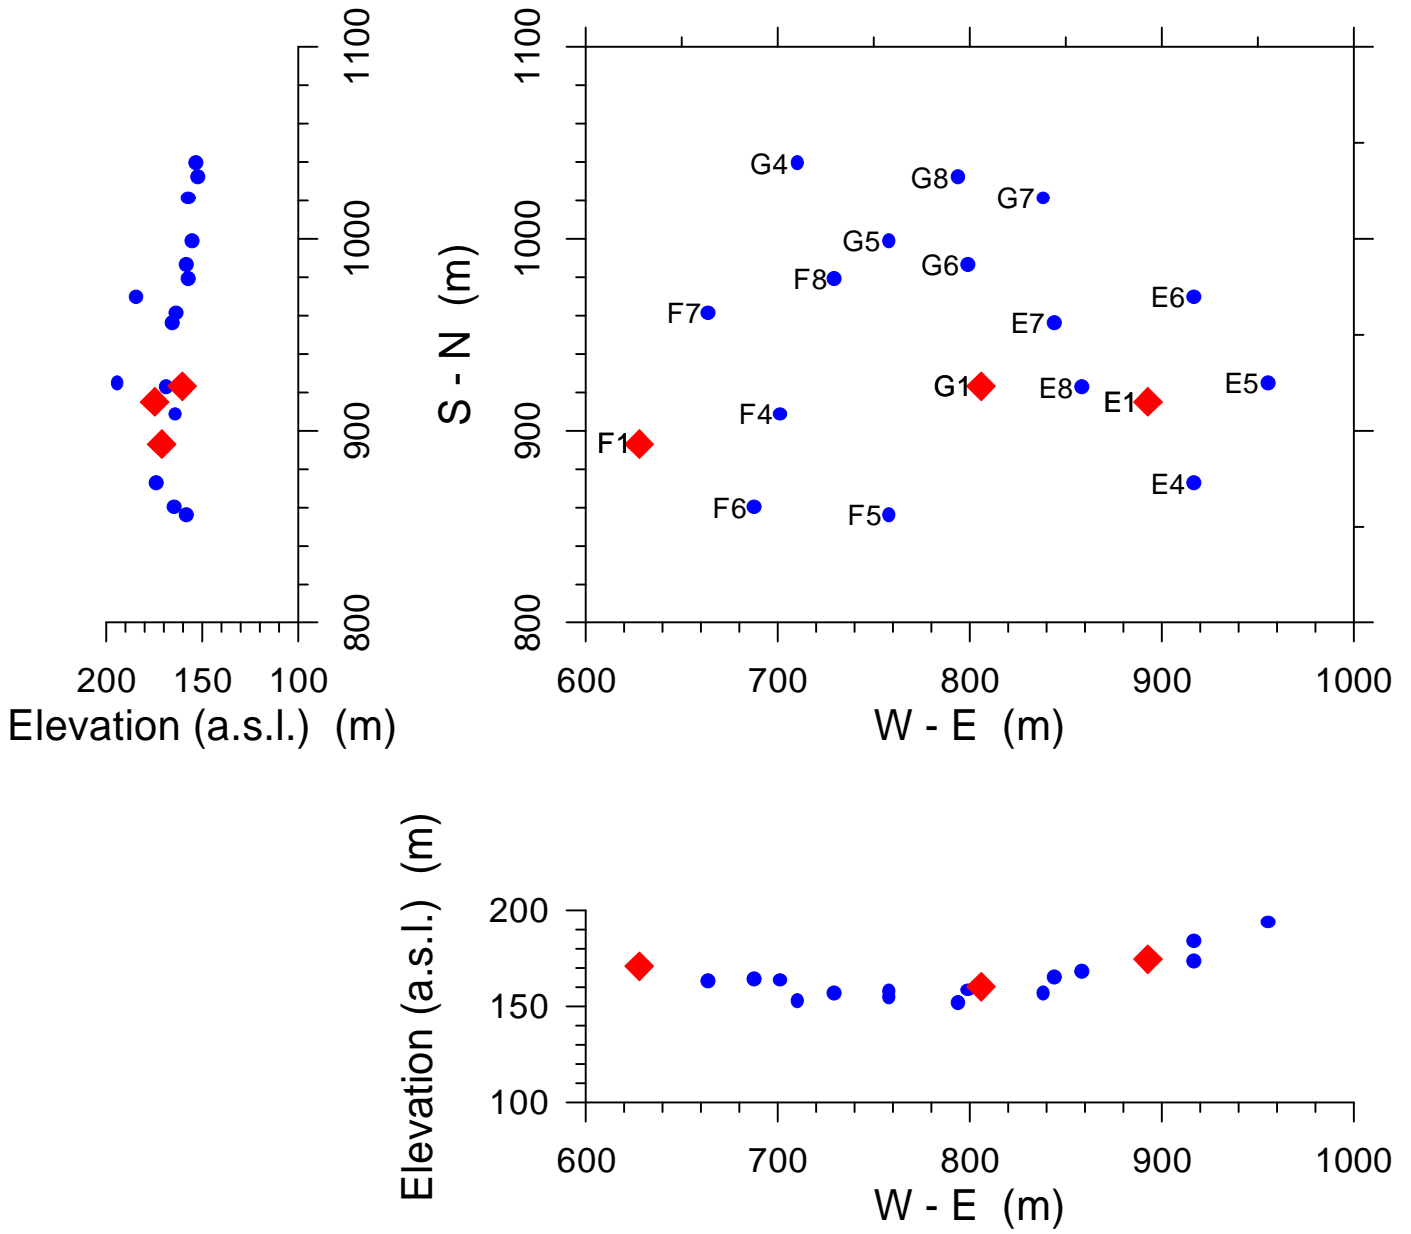 1100
1000
900
800
200 150 100
Elevation (a.s.l.) (m)
1100
1000
900
800
S - N (m)
G4
G8
G7
G5
G6
F8
E6
F7
E7
G1
E8
E5
E1
F4
F1
E4
F6
F5
600 700 800 900 1000
W - E (m)
Elevation (a.s.l.) (m)
200
150
100
600 700 800 900 1000
W - E (m)